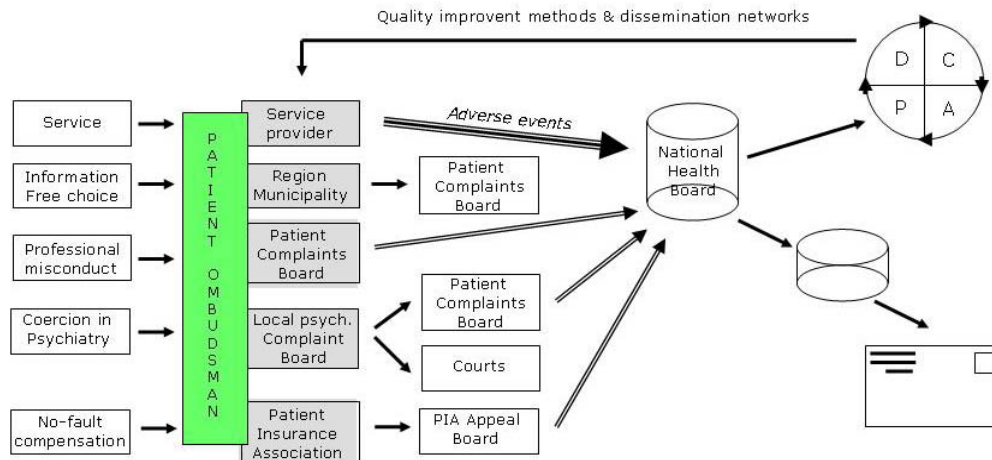 Quality improvent methods & dissemination networks
D C
P A
Service
Service
provider
Adverse events
National
Health
Board
Information
Free choice
Region
Municipality
Patient
Complaints
Board
Professional
misconduct
Patient
Complaints
Board
Coercion in
Psychiatry
Local psych.
Complaint
Board
Patient
Complaints
Board
Courts
No-fault
compensation
Patient
Insurance
Association
PIA Appeal
Board
PATIENT OMBUDSMAN